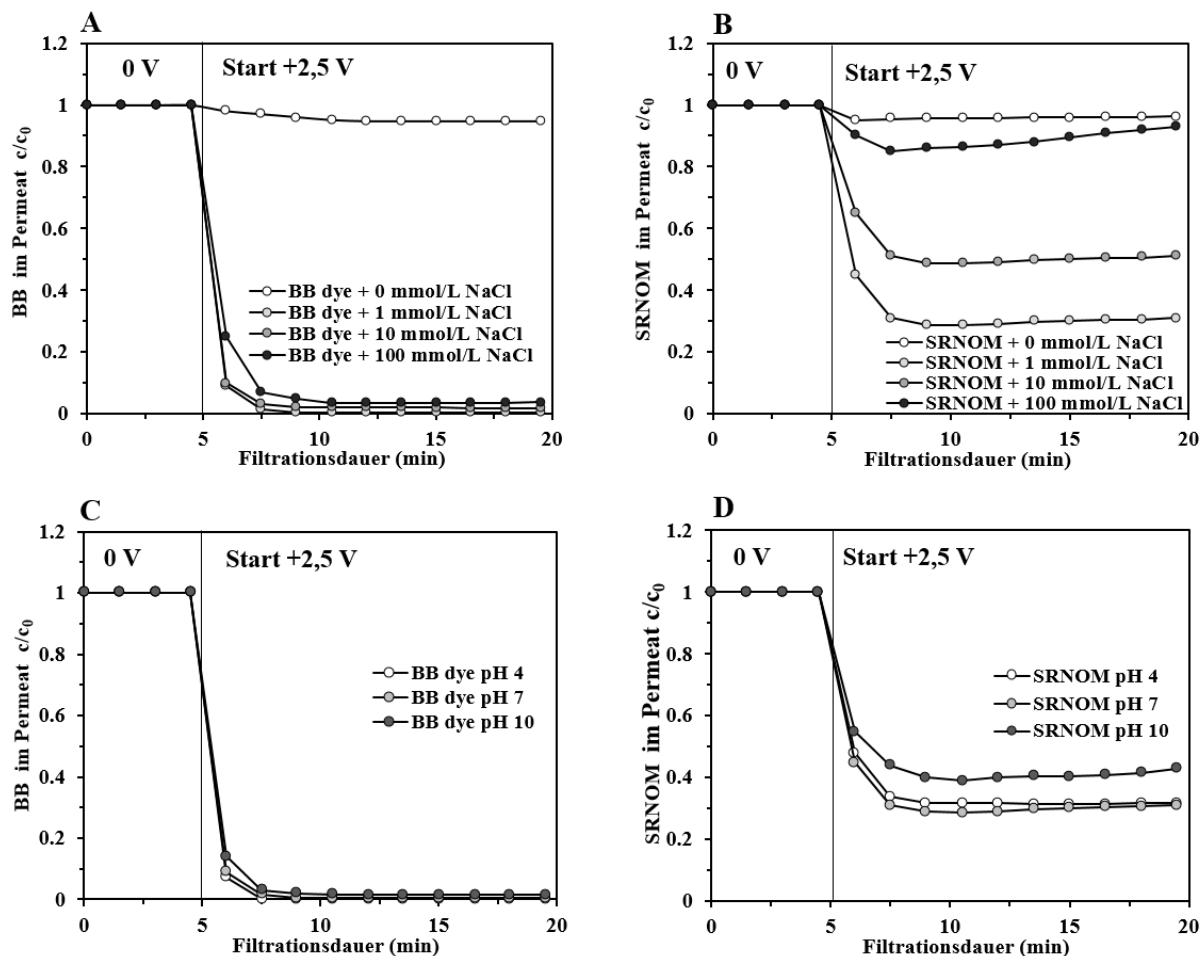 A
1.2
0 V
Start +2,5 V
1
0.8
0.6
0.4
0.2
0
BB im Permeat c/c0
BB dye + 0 mmol/L NaCl
BB dye + 1 mmol/L NaCl
BB dye + 10 mmol/L NaCl
BB dye + 100 mmol/L NaCl
0 5 10 15 20
Filtrationsdauer (min)
B
1.2
0 V
Start +2,5 V
1
0.8
0.6
0.4
0.2
0
SRNOM im Permeat c/c0
SRNOM + 0 mmol/L NaCl
SRNOM + 1 mmol/L NaCl
SRNOM + 10 mmol/L NaCl
SRNOM + 100 mmol/L NaCl
0 5 10 15 20
Filtrationsdauer (min)
C
1.2
0 V
Start +2,5 V
1
0.8
0.6
0.4
0.2
0
BB im Permeat c/c0
BB dye pH 4
BB dye pH 7
BB dye pH 10
0 5 10 15 20
Filtrationsdauer (min)
D
1.2
0 V
Start +2,5 V
1
0.8
0.6
0.4
0.2
0
SRNOM im Permeat c/c0
SRNOM pH 4
SRNOM pH 7
SRNOM pH 10
0 5 10 15 20
Filtrationsdauer (min)